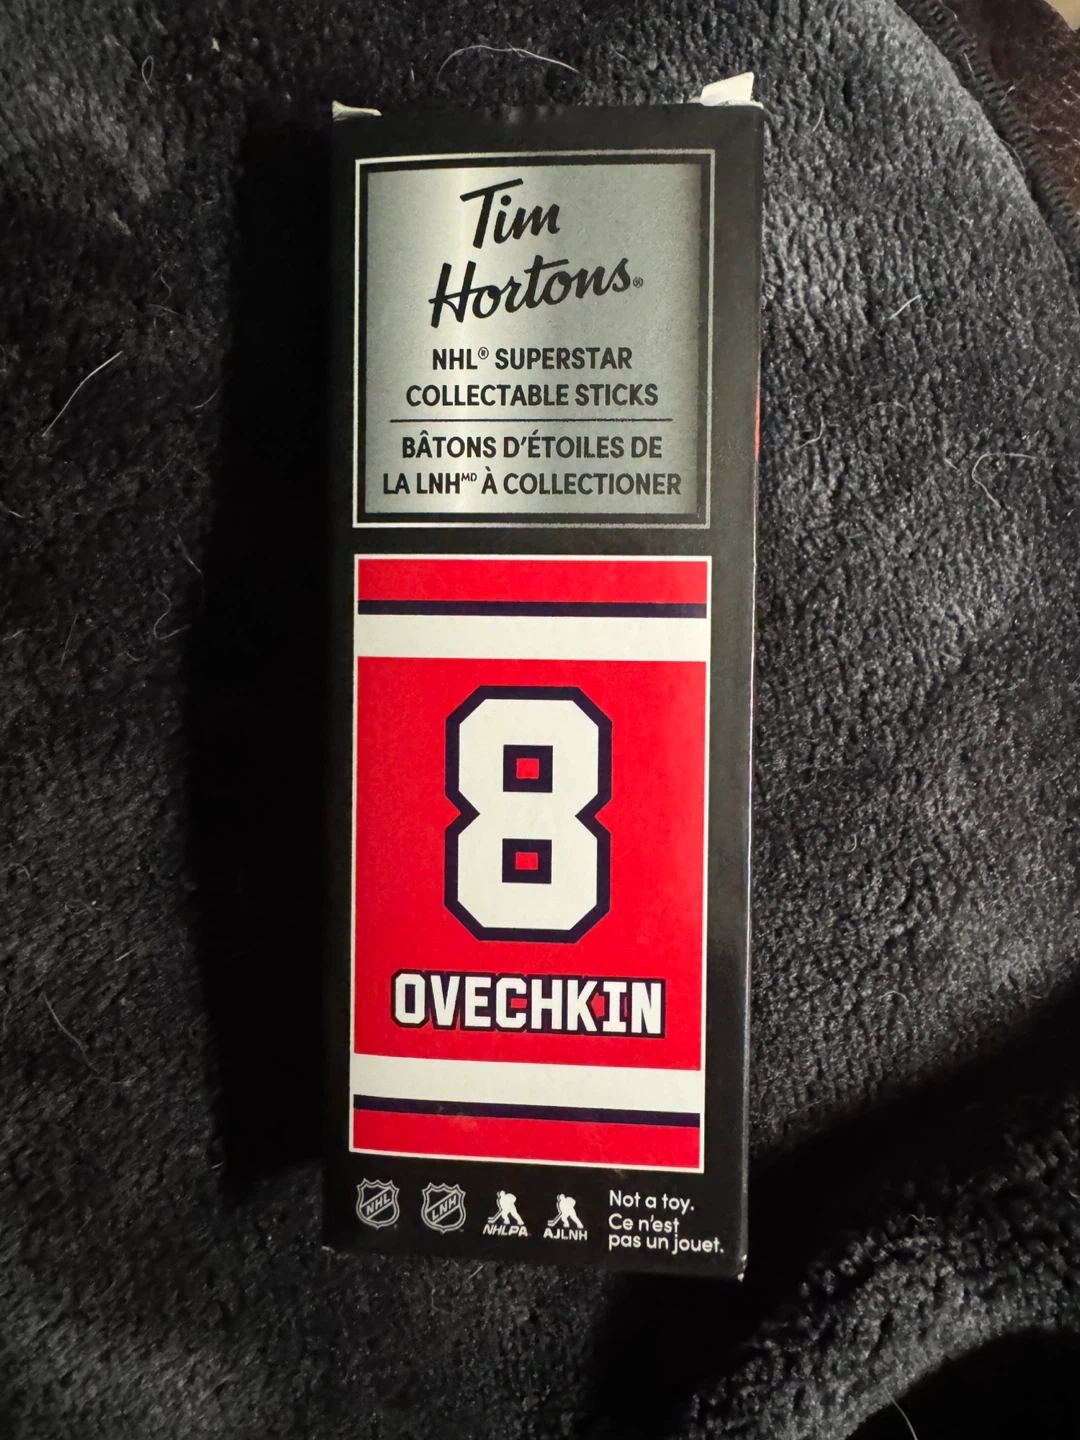 Tim
Hortons®
NHL® SUPERSTAR
COLLECTABLE STICKS
BÂTONS D'ÉTOILES DE
LA LNHᴹᴰ À COLLECTIONER
8
OVECHKIN
NHL
LNH
NHLPA
AJLNH
Not a toy.
Ce n'est
pas un jouet.